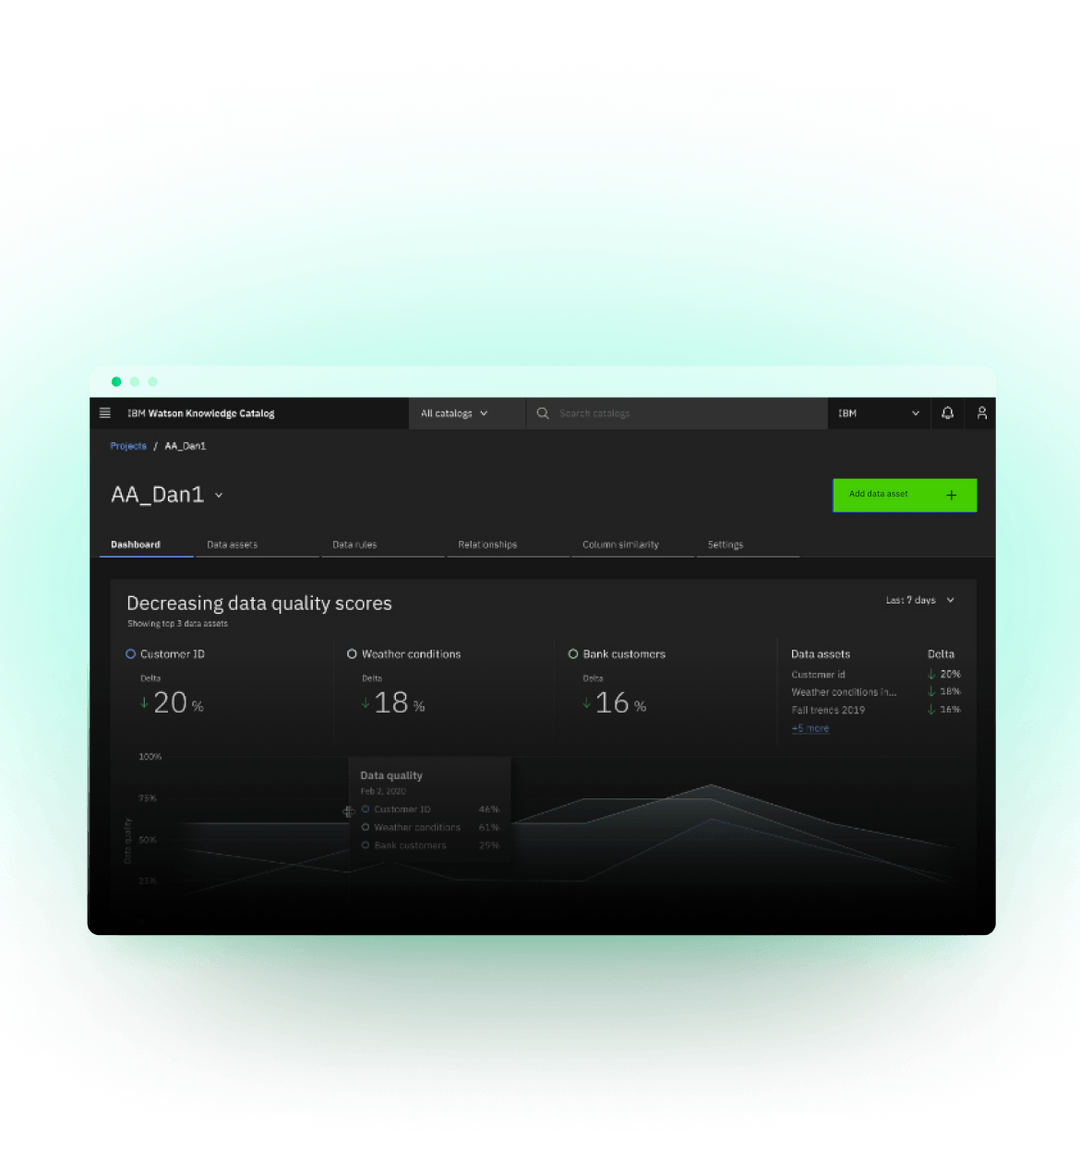 IBM Watson Knowledge Catalog
All catalogs
Search catalogs
IBM
Projects / AA_Dan1
AA_Dan1
Add data asset
Dashboard
Data assets
Data rules
Relationships
Column similarity
Settings
Decreasing data quality scores
Showing top 3 data assets
Last 7 days
Customer ID
Delta
20 %
Weather conditions
Delta
18 %
Bank customers
Delta
16 %
Data assets Delta
Customer id 20%
Weather conditions in... 18%
Fall trends 2019 16%
+5 more
100%
75%
50%
25%
Data quality
Data quality
Feb 2, 2020
Customer ID 46%
Weather conditions 61%
Bank customers 29%